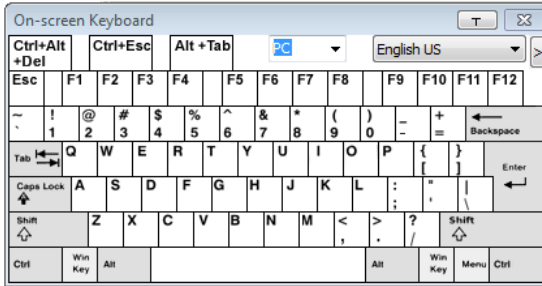 On-screen Keyboard
Ctrl+Alt +Del Ctrl+Esc Alt +Tab PC English US >
Esc F1 F2 F3 F4 F5 F6 F7 F8 F9 F10 F11 F12
~ ! @ # $ % ^ & * ( ) _ +
` 1 2 3 4 5 6 7 8 9 0 - = Backspace
Tab Q W E R T Y U I O P { }
[ ] Enter
Caps Lock A S D F G H J K L : " |
; ' \
Shift Z X C V B N M < > ? Shift
, . /
Ctrl Win Key Alt Alt Win Key Menu Ctrl